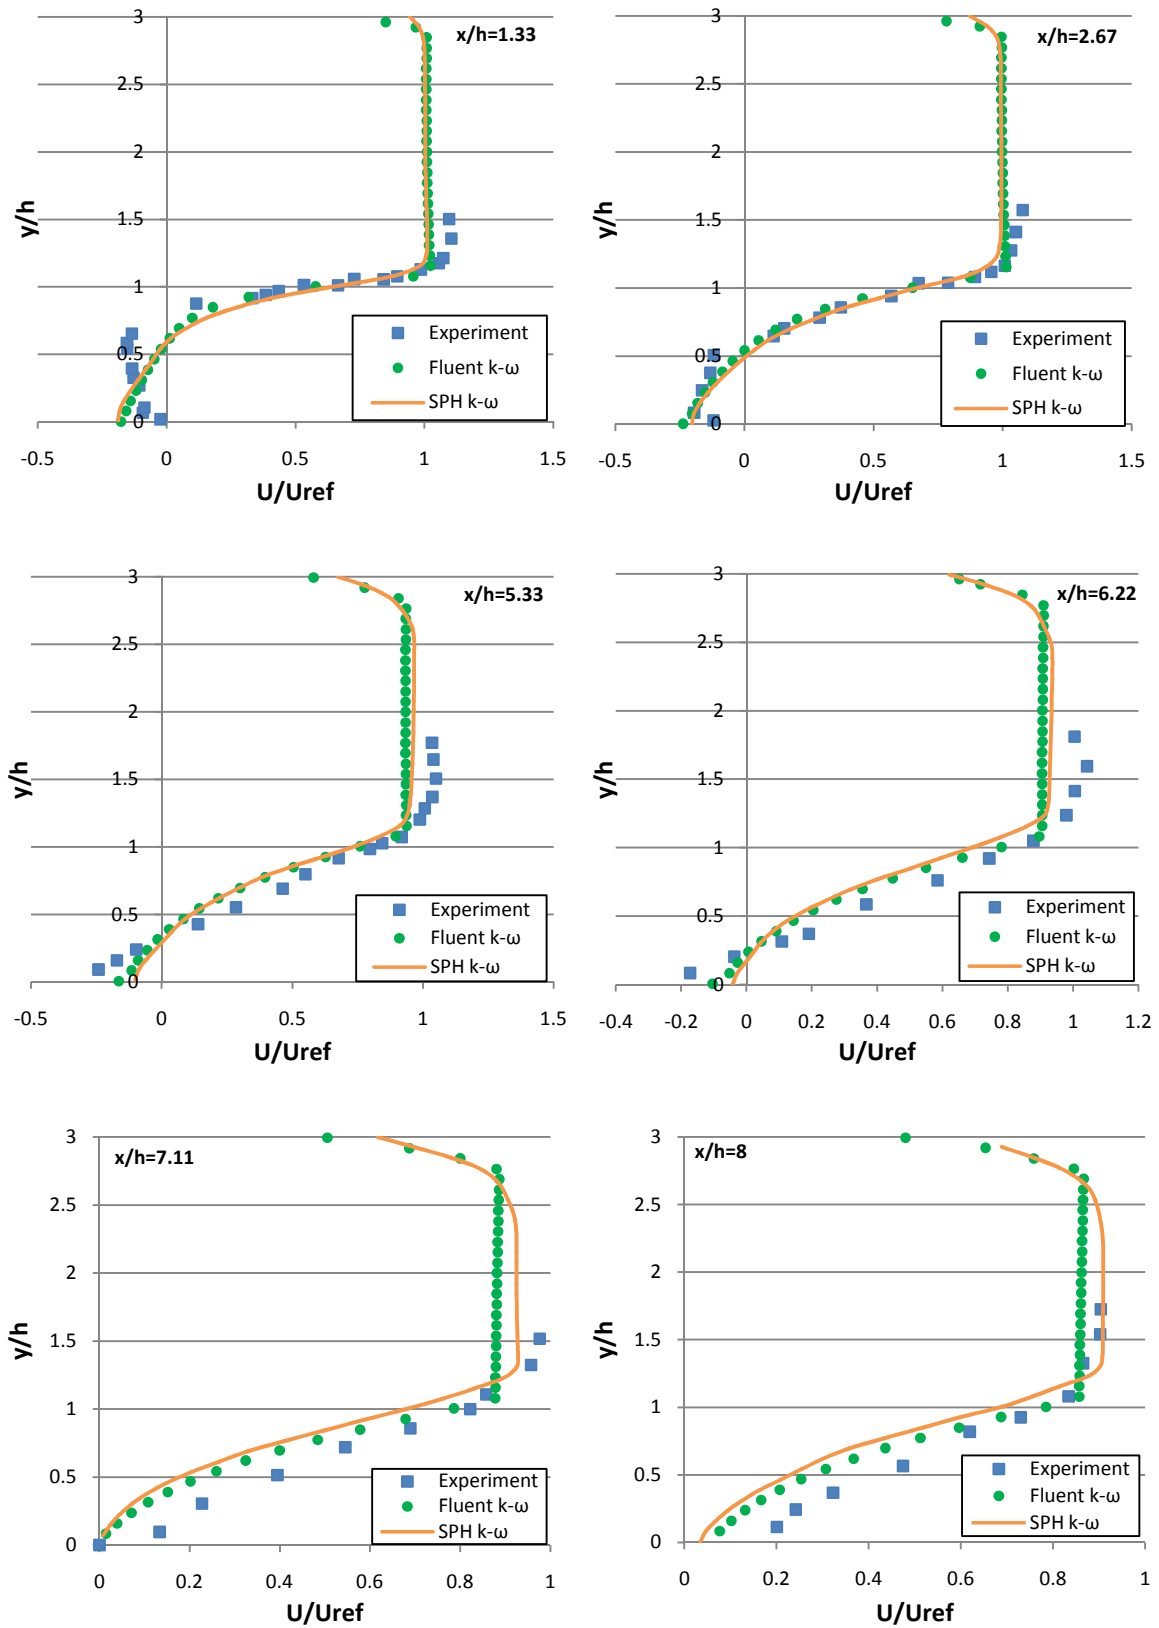 x/h=1.33
3
2.5
2
1.5
1
0.5
0
y/h
Experiment
Fluent k-ω
SPH k-ω
-0.5 0 0.5 1 1.5
U/Uref
x/h=2.67
3
2.5
2
1.5
1
0.5
0
y/h
Experiment
Fluent k-ω
SPH k-ω
-0.5 0 0.5 1 1.5
U/Uref
x/h=5.33
3
2.5
2
1.5
1
0.5
0
y/h
Experiment
Fluent k-ω
SPH k-ω
-0.5 0 0.5 1 1.5
U/Uref
x/h=6.22
3
2.5
2
1.5
1
0.5
0
y/h
Experiment
Fluent k-ω
SPH k-ω
-0.4 -0.2 0 0.2 0.4 0.6 0.8 1 1.2
U/Uref
x/h=7.11
3
2.5
2
1.5
1
0.5
0
y/h
Experiment
Fluent k-ω
SPH k-ω
0 0.2 0.4 0.6 0.8 1
U/Uref
x/h=8
3
2.5
2
1.5
1
0.5
0
y/h
Experiment
Fluent k-ω
SPH k-ω
0 0.2 0.4 0.6 0.8 1
U/Uref